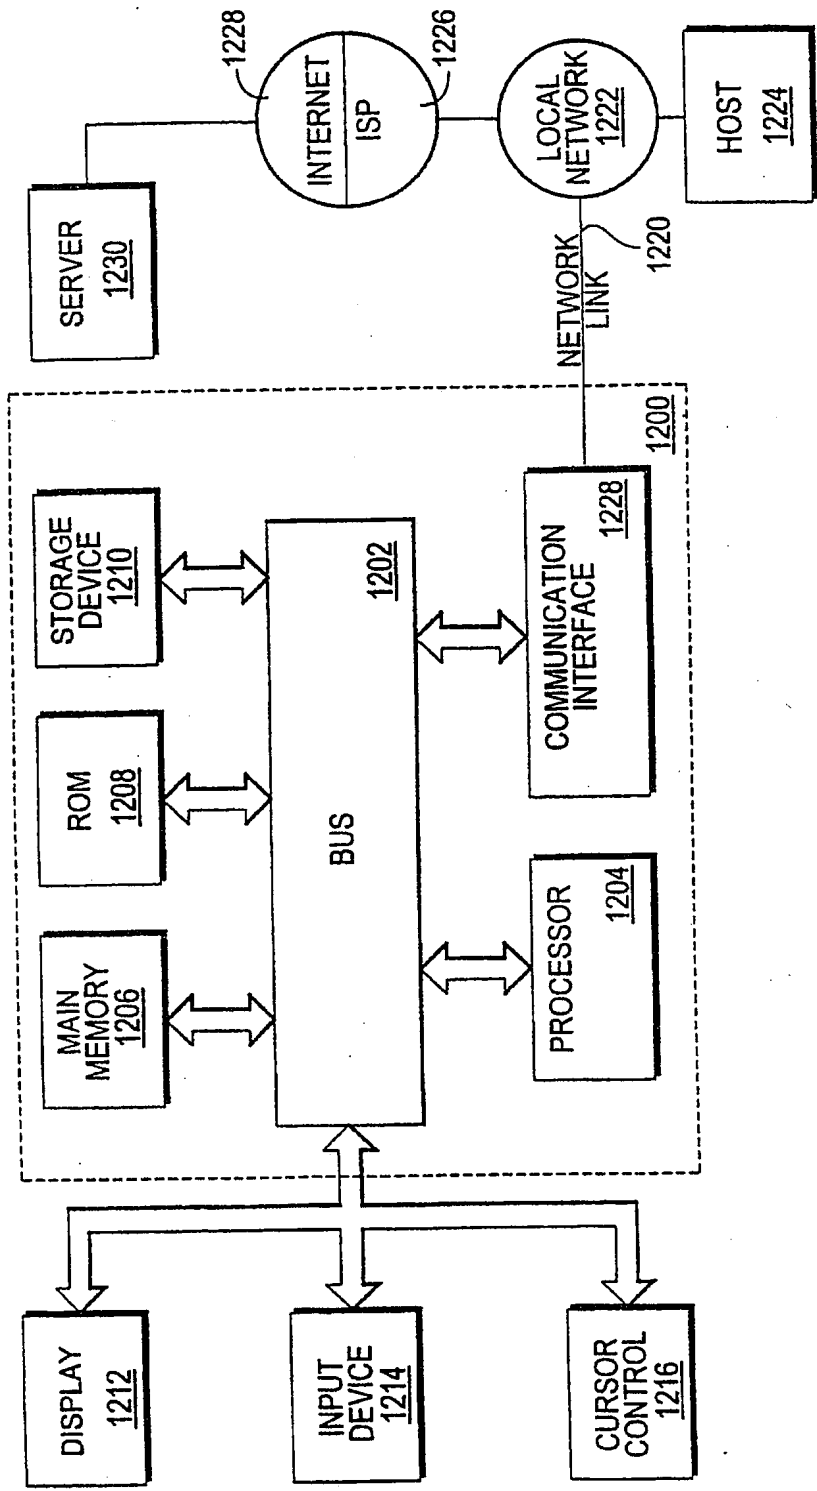 DISPLAY
1212
INPUT
DEVICE
1214
CURSOR
CONTROL
1216
MAIN
MEMORY
1206
ROM
1208
STORAGE
DEVICE
1210
BUS
1202
PROCESSOR
1204
COMMUNICATION
INTERFACE
1228
1200
SERVER
1230
NETWORK
LINK
1220
1228
INTERNET
ISP
1226
LOCAL
NETWORK
1222
HOST
1224